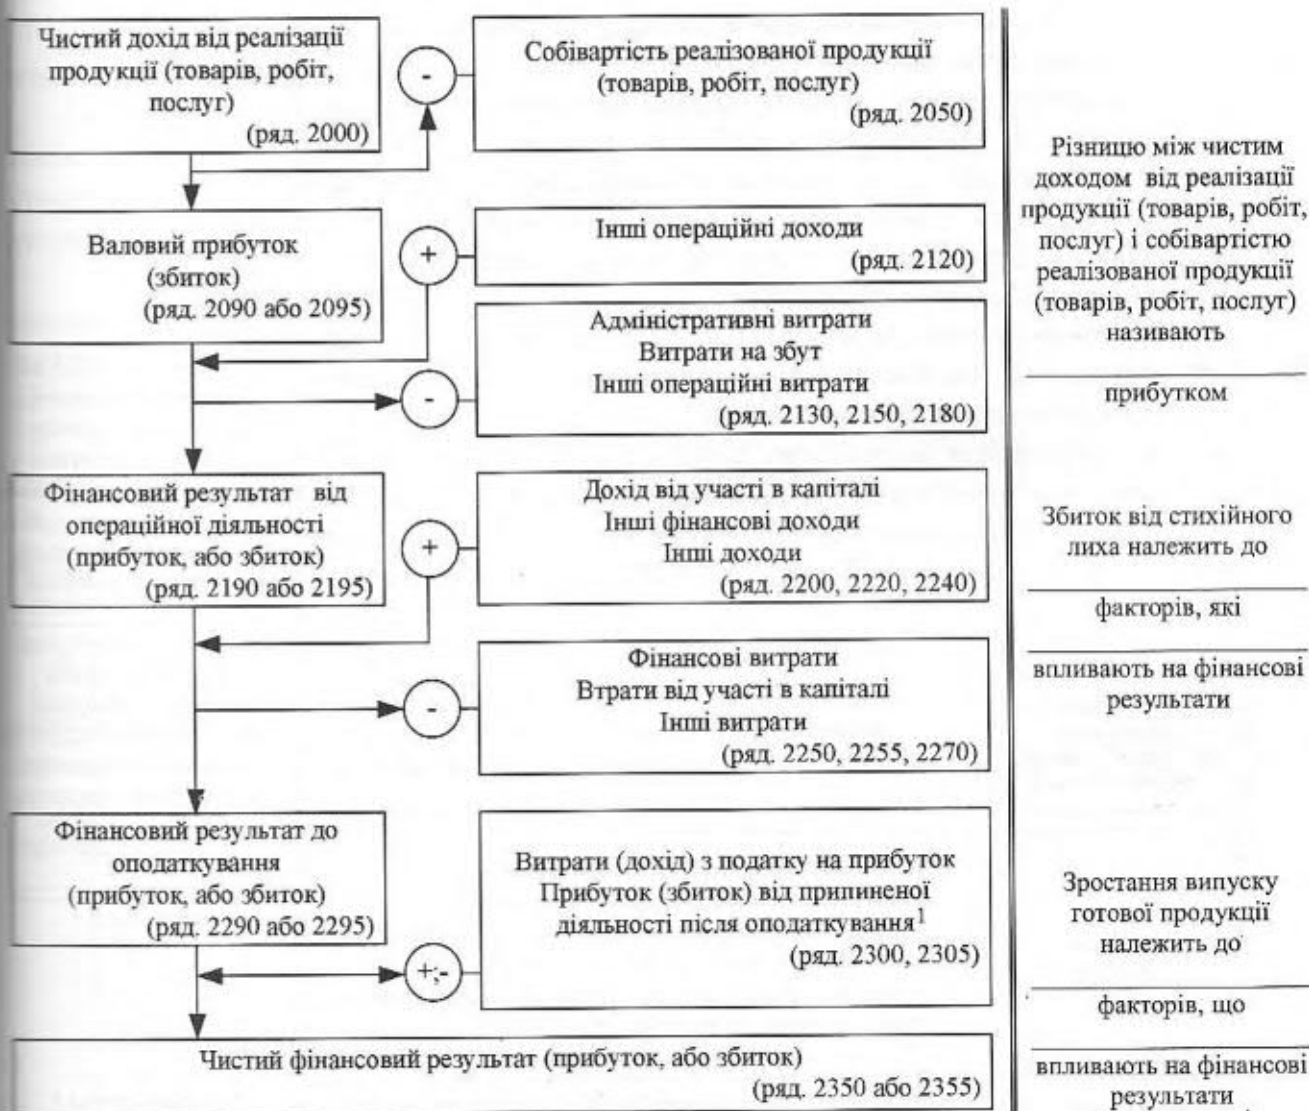 Чистий дохід від реалізації
продукції (товарів, робіт,
послуг)
(ряд. 2000)
-
Собівартість реалізованої продукції
(товарів, робіт, послуг)
(ряд. 2050)
Валовий прибуток
(збиток)
(ряд. 2090 або 2095)
+
Інші операційні доходи
(ряд. 2120)
-
Адміністративні витрати
Витрати на збут
Інші операційні витрати
(ряд. 2130, 2150, 2180)
Фінансовий результат від
операційної діяльності
(прибуток, або збиток)
(ряд. 2190 або 2195)
+
Дохід від участі в капіталі
Інші фінансові доходи
Інші доходи
(ряд. 2200, 2220, 2240)
-
Фінансові витрати
Втрати від участі в капіталі
Інші витрати
(ряд. 2250, 2255, 2270)
Фінансовий результат до
оподаткування
(прибуток, або збиток)
(ряд. 2290 або 2295)
+;-
Витрати (дохід) з податку на прибуток
Прибуток (збиток) від припиненої
діяльності після оподаткування1
(ряд. 2300, 2305)
Чистий фінансовий результат (прибуток, або збиток)
(ряд. 2350 або 2355)
Різницю між чистим
доходом від реалізації
продукції (товарів, робіт,
послуг) і собівартістю
реалізованої продукції
(товарів, робіт, послуг)
називають
прибутком
Збиток від стихійного
лиха належить до
факторів, які
впливають на фінансові
результати
Зростання випуску
готової продукції
належить до
факторів, що
впливають на фінансові
результати